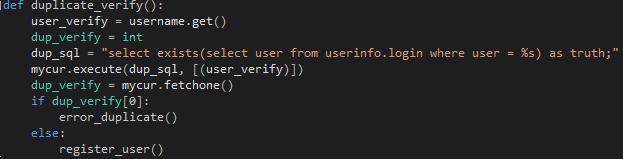 def duplicate_verify():
    user_verify = username.get()
    dup_verify = int
    dup_sql = "select exists(select user from userinfo.login where user = %s) as truth;"
    mycur.execute(dup_sql, [(user_verify)])
    dup_verify = mycur.fetchone()
    if dup_verify[0]:
        error_duplicate()
    else:
        register_user()